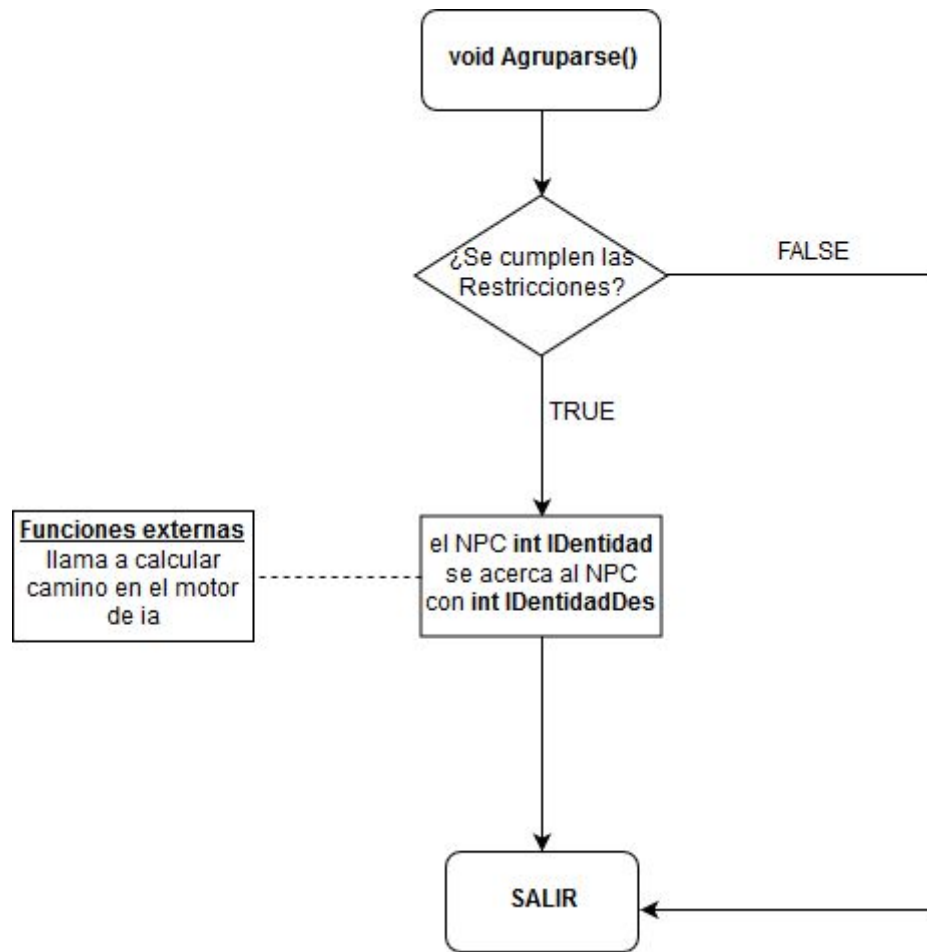 void Agruparse()
¿Se cumplen las
Restricciones?
FALSE
TRUE
Funciones externas
llama a calcular
camino en el motor
de ia
el NPC int IDentidad
se acerca al NPC
con int IDentidadDes
SALIR